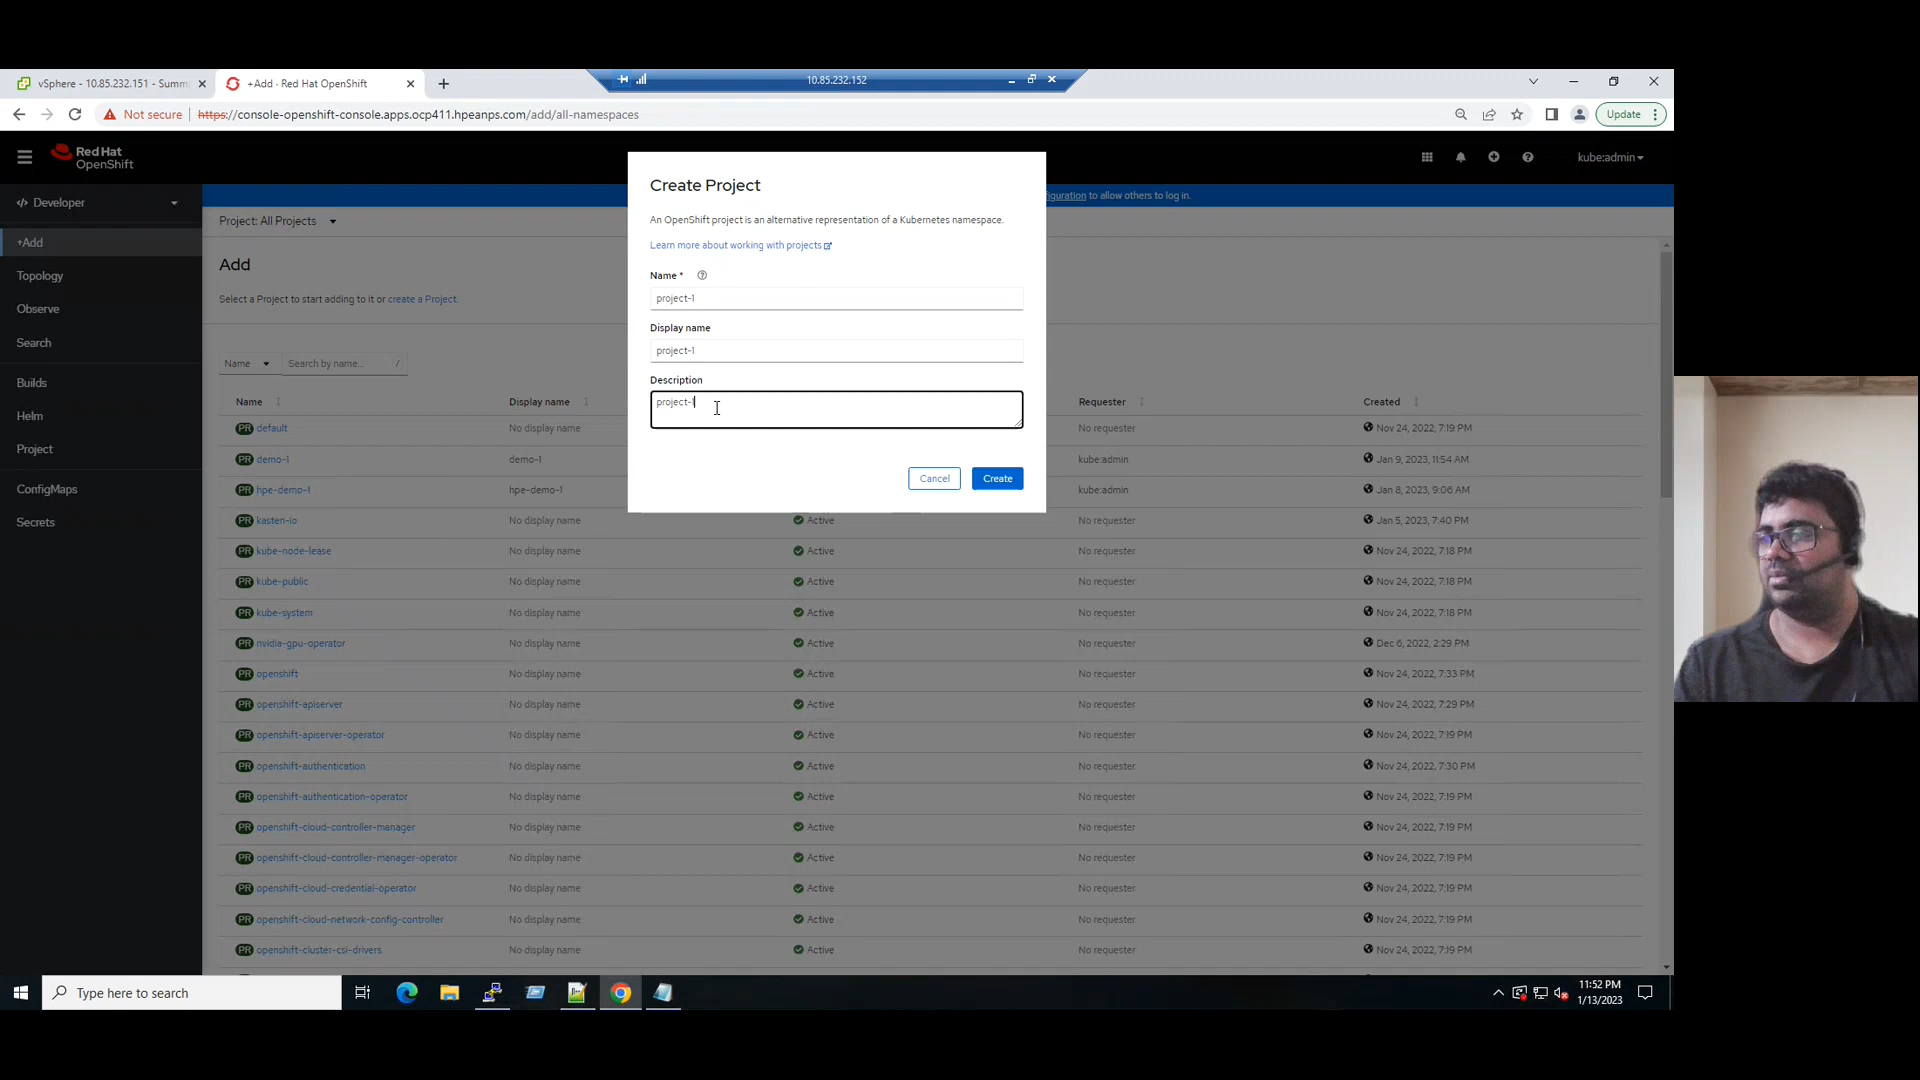 vSphere - 10.85.232.151 - Summ
+Add · Red Hat OpenShift
10.85.232.152
Not secure
https://console-openshift-console.apps.ocp411.hpeanps.com/add/all-namespaces
Update
Red Hat
OpenShift
kube:admin
Developer
+Add
Topology
Observe
Search
Builds
Helm
Project
ConfigMaps
Secrets
figuration to allow others to log in.
Project: All Projects
Add
Select a Project to start adding to it or create a Project.
Create Project
An OpenShift project is an alternative representation of a Kubernetes namespace.
Learn more about working with projects
Name *
project-1
Display name
project-1
Description
project-1
Cancel
Create
Name
Search by name...
/
Name
Display name
Requester
Created
PR default No display name No requester Nov 24, 2022, 7:19 PM
PR demo-1 demo-1 kube:admin Jan 9, 2023, 11:54 AM
PR hpe-demo-1 hpe-demo-1 kube:admin Jan 8, 2023, 9:06 AM
PR kasten-io No display name Active No requester Jan 5, 2023, 7:40 PM
PR kube-node-lease No display name Active No requester Nov 24, 2022, 7:18 PM
PR kube-public No display name Active No requester Nov 24, 2022, 7:18 PM
PR kube-system No display name Active No requester Nov 24, 2022, 7:18 PM
PR nvidia-gpu-operator No display name Active No requester Dec 6, 2022, 2:29 PM
PR openshift No display name Active No requester Nov 24, 2022, 7:33 PM
PR openshift-apiserver No display name Active No requester Nov 24, 2022, 7:29 PM
PR openshift-apiserver-operator No display name Active No requester Nov 24, 2022, 7:19 PM
PR openshift-authentication No display name Active No requester Nov 24, 2022, 7:30 PM
PR openshift-authentication-operator No display name Active No requester Nov 24, 2022, 7:19 PM
PR openshift-cloud-controller-manager No display name Active No requester Nov 24, 2022, 7:19 PM
PR openshift-cloud-controller-manager-operator No display name Active No requester Nov 24, 2022, 7:19 PM
PR openshift-cloud-credential-operator No display name Active No requester Nov 24, 2022, 7:19 PM
PR openshift-cloud-network-config-controller No display name Active No requester Nov 24, 2022, 7:19 PM
PR openshift-cluster-csi-drivers No display name Active No requester Nov 24, 2022, 7:19 PM
Type here to search
11:52 PM
1/13/2023